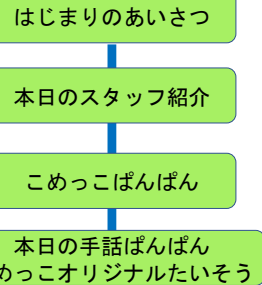 はじまりのあいさつ
本日のスタッフ紹介
こめっこぱんぱん
本日の手話ぱんぱん
めっこオリジナルたいそう